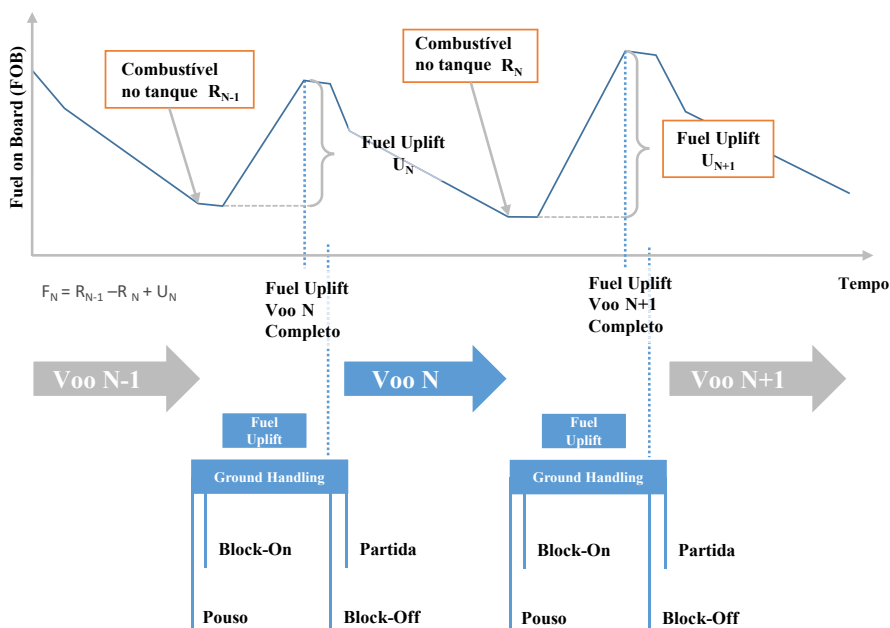 Fuel on Board (FOB)
Combustível
no tanque R_N-1
Fuel Uplift
U_N
Combustível
no tanque R_N
Fuel Uplift
U_N+1
Tempo
F_N = R_N-1 –R_N + U_N
Fuel Uplift
Voo N
Completo
Fuel Uplift
Voo N+1
Completo
Voo N-1
Voo N
Voo N+1
Fuel
Uplift
Fuel
Uplift
Ground Handling
Ground Handling
Block-On
Partida
Block-On
Partida
Pouso
Block-Off
Pouso
Block-Off